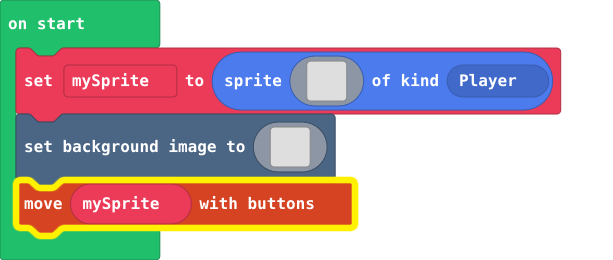 on start
set mySprite to sprite of kind Player
set background image to
move mySprite with buttons